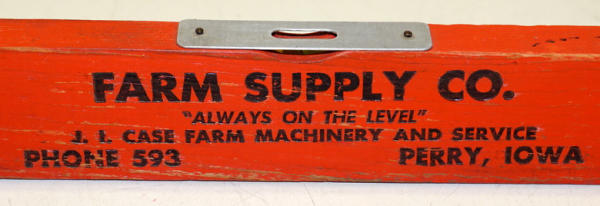 FARM SUPPLY CO.
"ALWAYS ON THE LEVEL"
J. I. CASE FARM MACHINERY AND SERVICE
PHONE 593 PERRY, IOWA